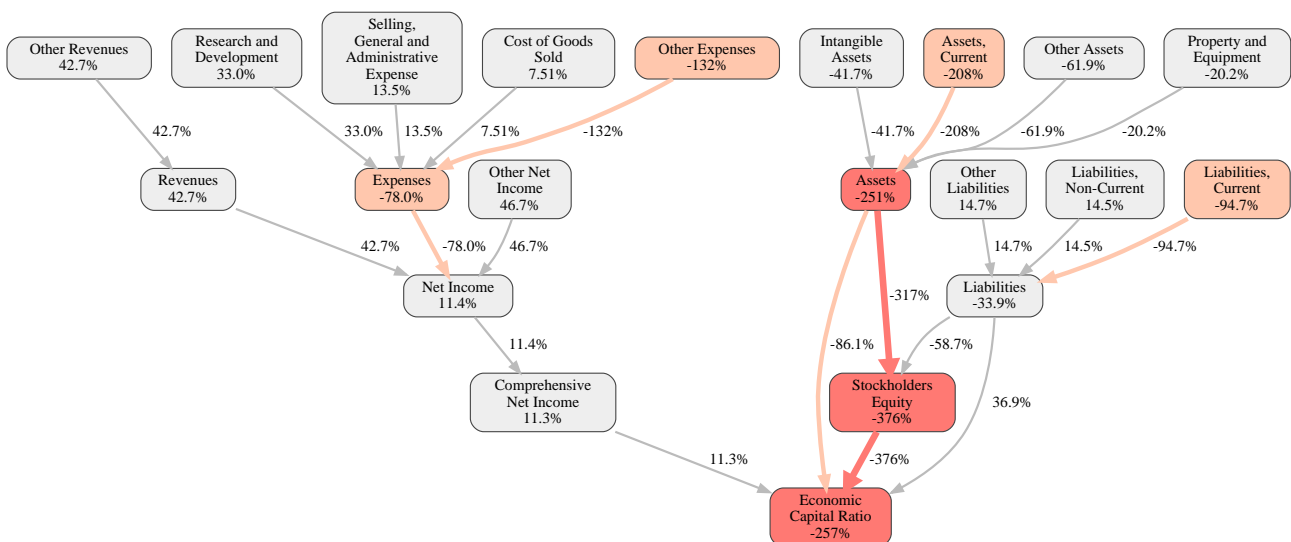 Other Revenues
42.7%
Research and
Development
33.0%
Selling,
General and
Administrative
Expense
13.5%
Cost of Goods
Sold
7.51%
Other Expenses
-132%
Intangible
Assets
-41.7%
Assets,
Current
-208%
Other Assets
-61.9%
Property and
Equipment
-20.2%
42.7%
33.0%
13.5%
7.51%
-132%
-41.7%
-208%
-61.9%
-20.2%
Revenues
42.7%
Expenses
-78.0%
Other Net
Income
46.7%
Assets
-251%
Other
Liabilities
14.7%
Liabilities,
Non-Current
14.5%
Liabilities,
Current
-94.7%
42.7%
-78.0%
46.7%
14.7%
14.5%
-94.7%
Net Income
11.4%
-317%
Liabilities
-33.9%
11.4%
-86.1%
-58.7%
Comprehensive
Net Income
11.3%
Stockholders
Equity
-376%
36.9%
11.3%
-376%
Economic
Capital Ratio
-257%